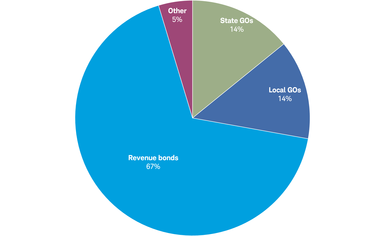 Other
5%
State GOs
14%
Local GOs
14%
Revenue bonds
67%